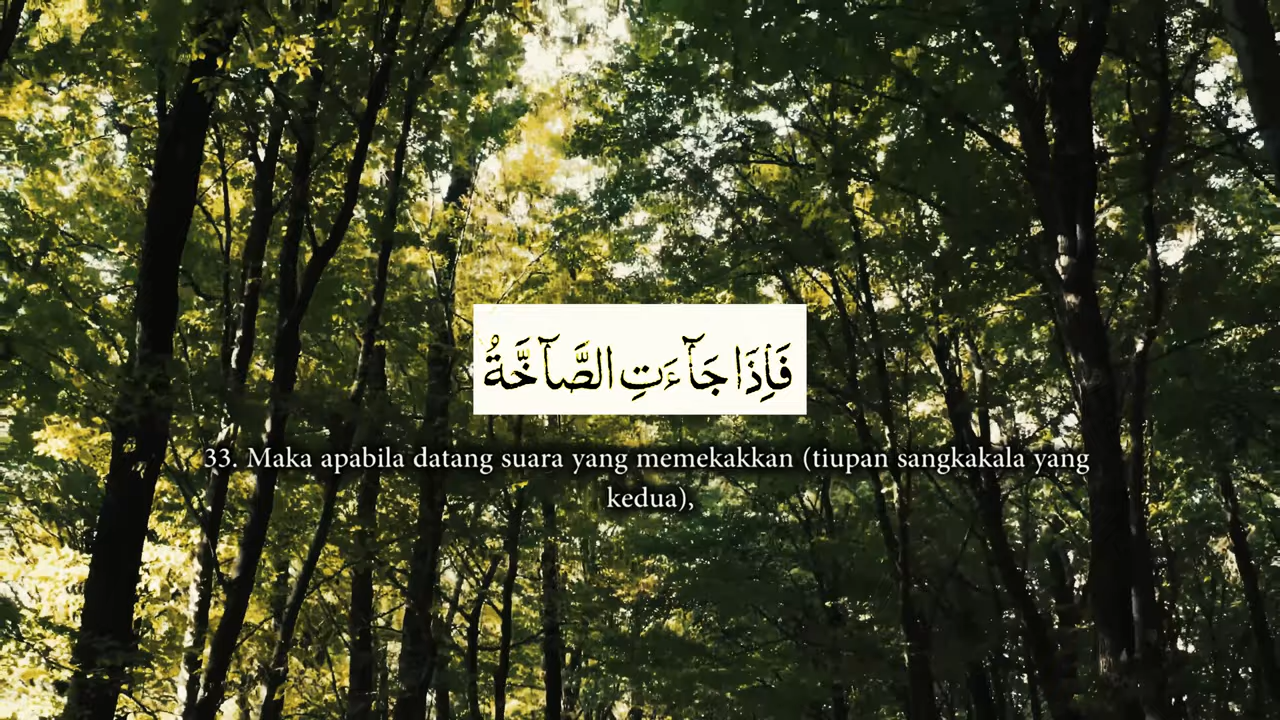 فَإِذَا جَآءَتِ الصَّآخَّةُ
33. Maka apabila datang suara yang memekakkan (tiupan sangkakala yang
kedua),